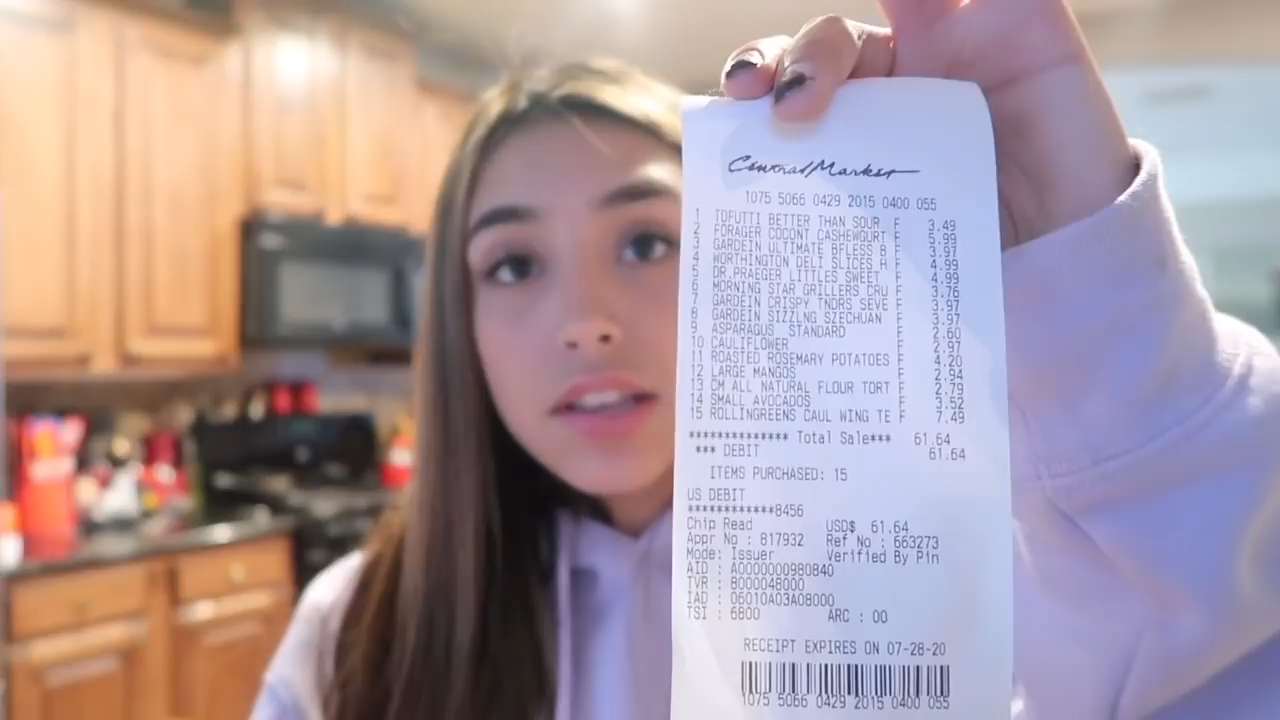 Central Market
1075 5066 0429 2015 0400 055
1 TOFUTTI BETTER THAN SOUR F 3.49
2 FORAGER COCONT CASHEWGURT F 5.99
3 GARDEIN ULTIMATE BFLESS B F 3.97
4 WORTHINGTON DELI SLICES H F 4.99
5 DR.PRAEGER LITTLES SWEET F 4.99
6 MORNING STAR GRILLERS CRU F 3.76
7 GARDEIN CRISPY TNDRS SEVE F 3.97
8 GARDEIN SIZZLNG SZECHUAN F 3.97
9 ASPARAGUS STANDARD F 2.60
10 CAULIFLOWER F 2.97
11 ROASTED ROSEMARY POTATOES F 4.20
12 LARGE MANGOS F 2.94
13 CM ALL NATURAL FLOUR TORT F 2.79
14 SMALL AVOCADOS F 3.52
15 ROLLINGREENS CAUL WING TE F 7.49
************* Total Sale*** 61.64
*** DEBIT 61.64
ITEMS PURCHASED: 15
US DEBIT
************8456
Chip Read USD$ 61.64
Appr No : 817932 Ref No : 663273
Mode: Issuer Verified By Pin
AID : A0000000980840
TVR : 8000048000
IAD : 06010A03A08000
TSI : 6800 ARC : 00
RECEIPT EXPIRES ON 07-28-20
1075 5066 0429 2015 0400 055